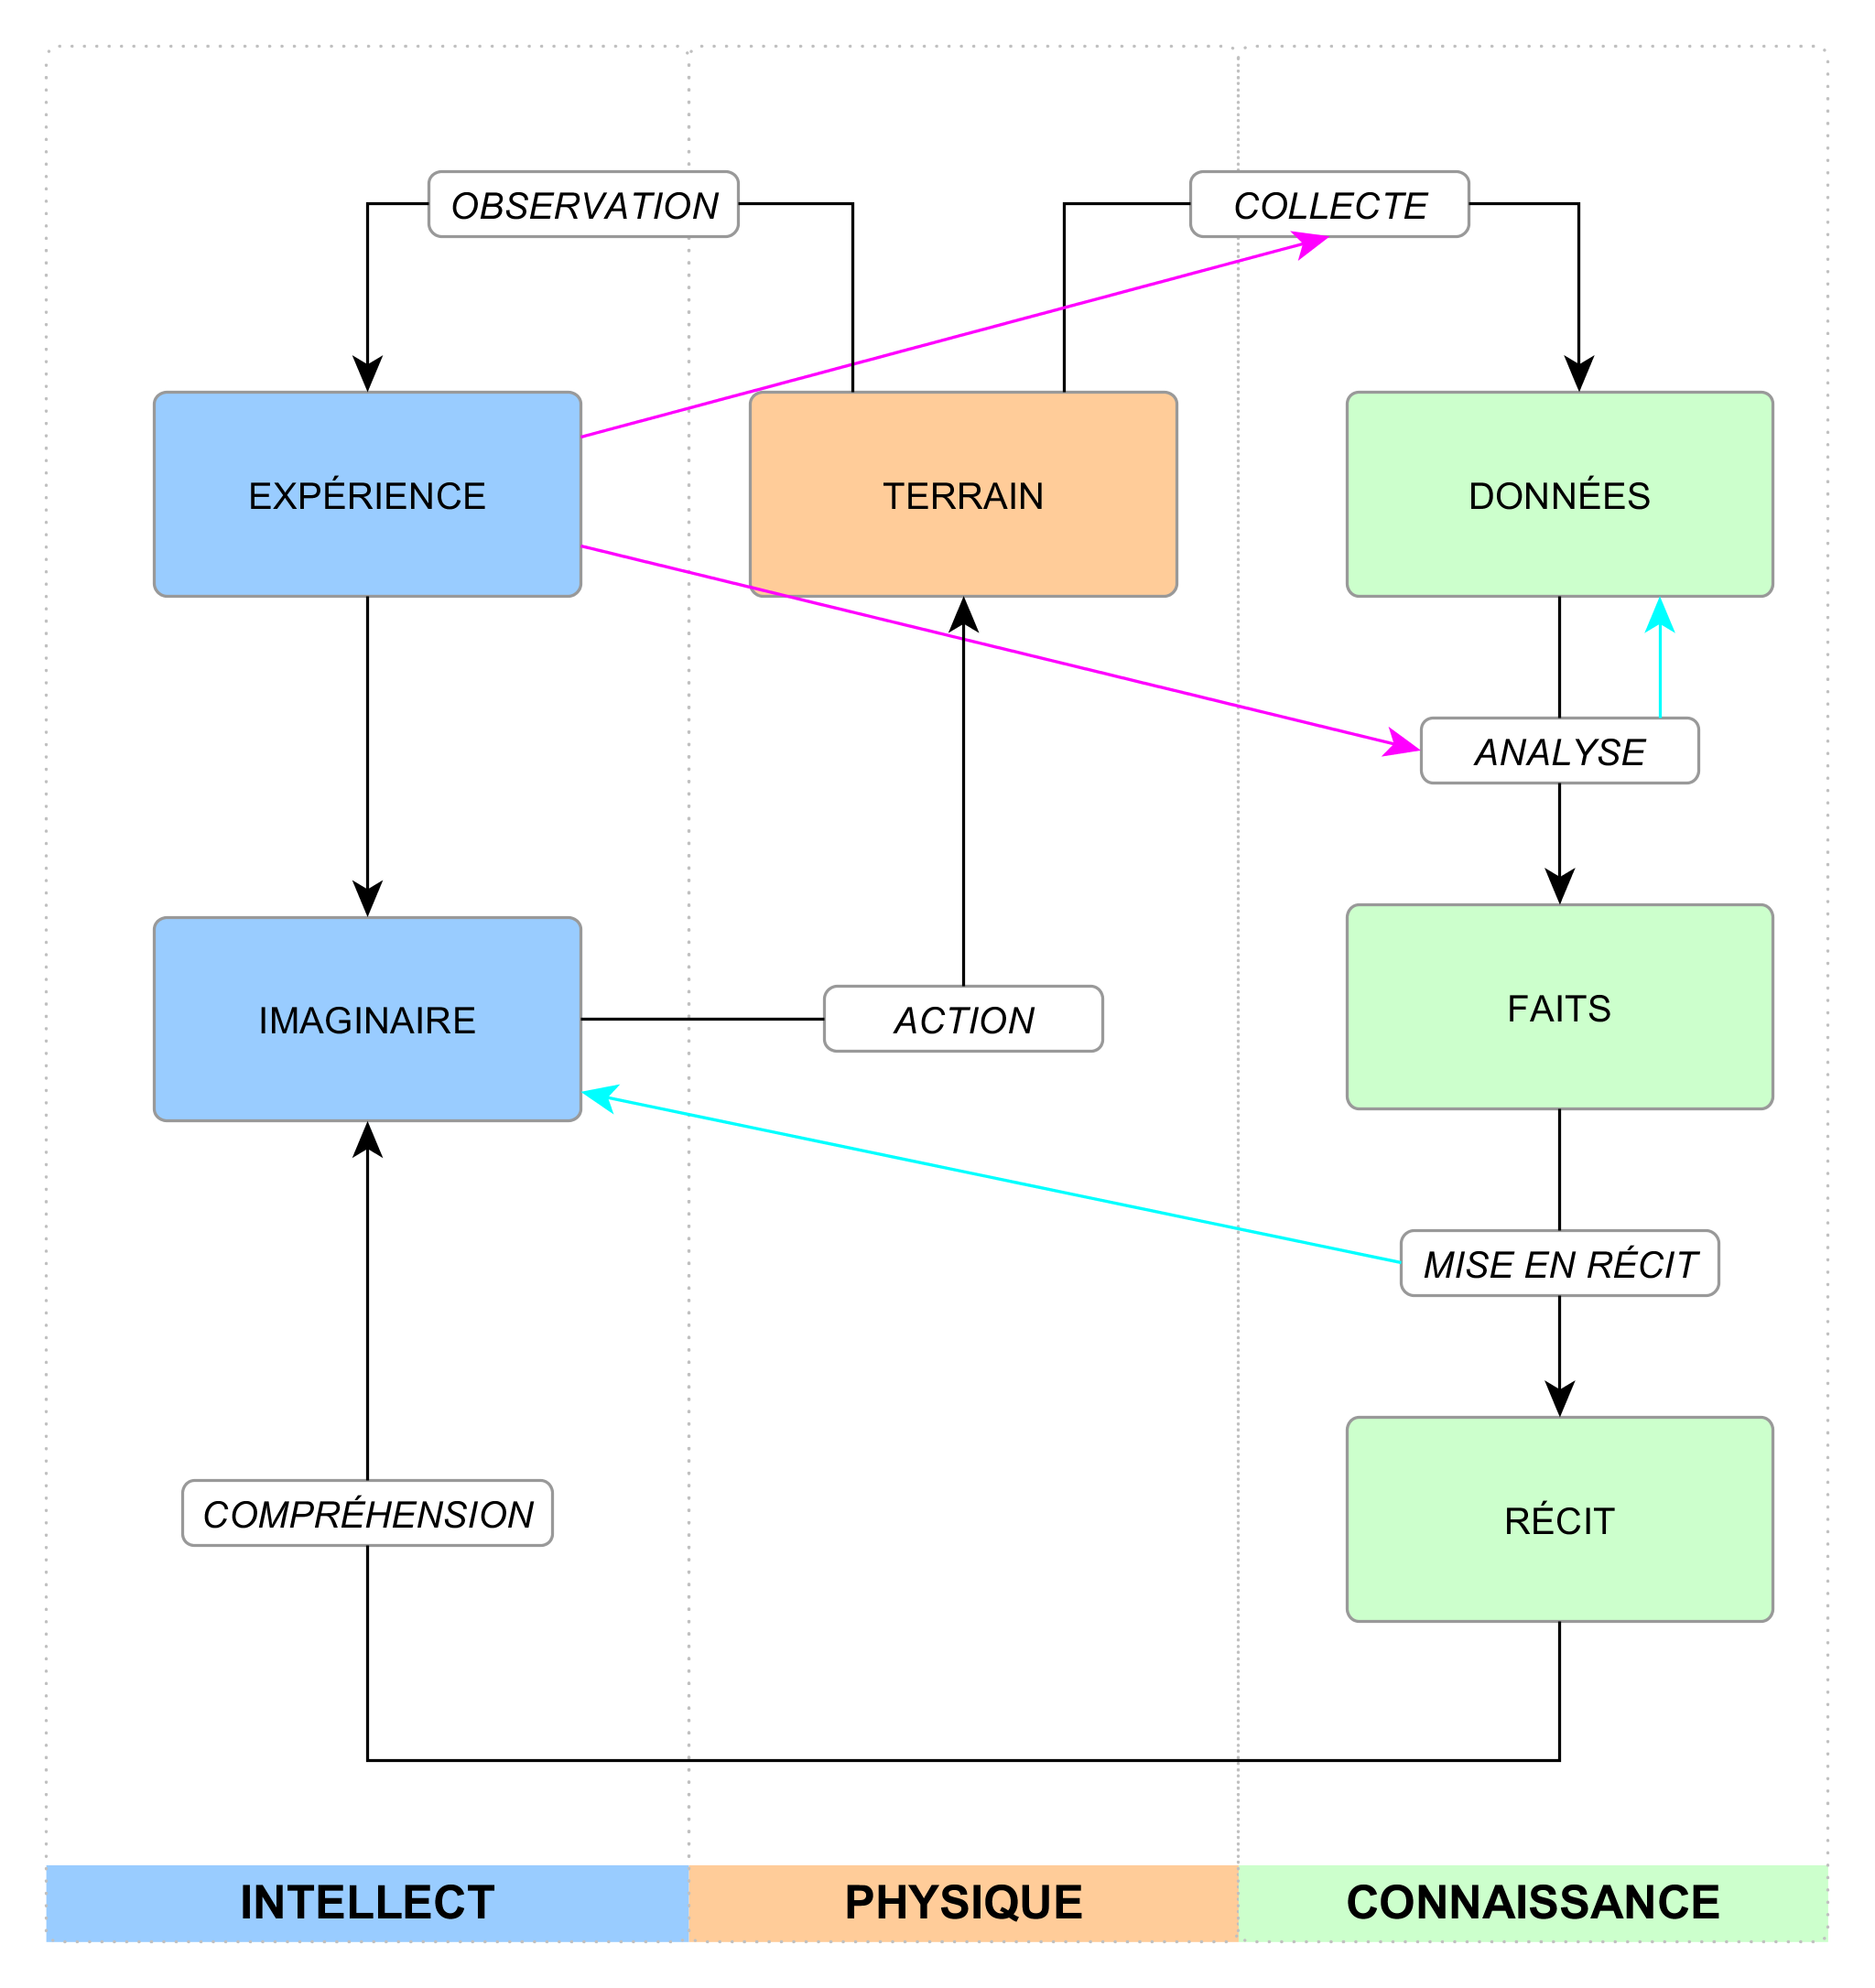 OBSERVATION
COLLECTE
EXPÉRIENCE
TERRAIN
DONNÉES
ANALYSE
IMAGINAIRE
ACTION
FAITS
MISE EN RÉCIT
COMPRÉHENSION
RÉCIT
INTELLECT
PHYSIQUE
CONNAISSANCE